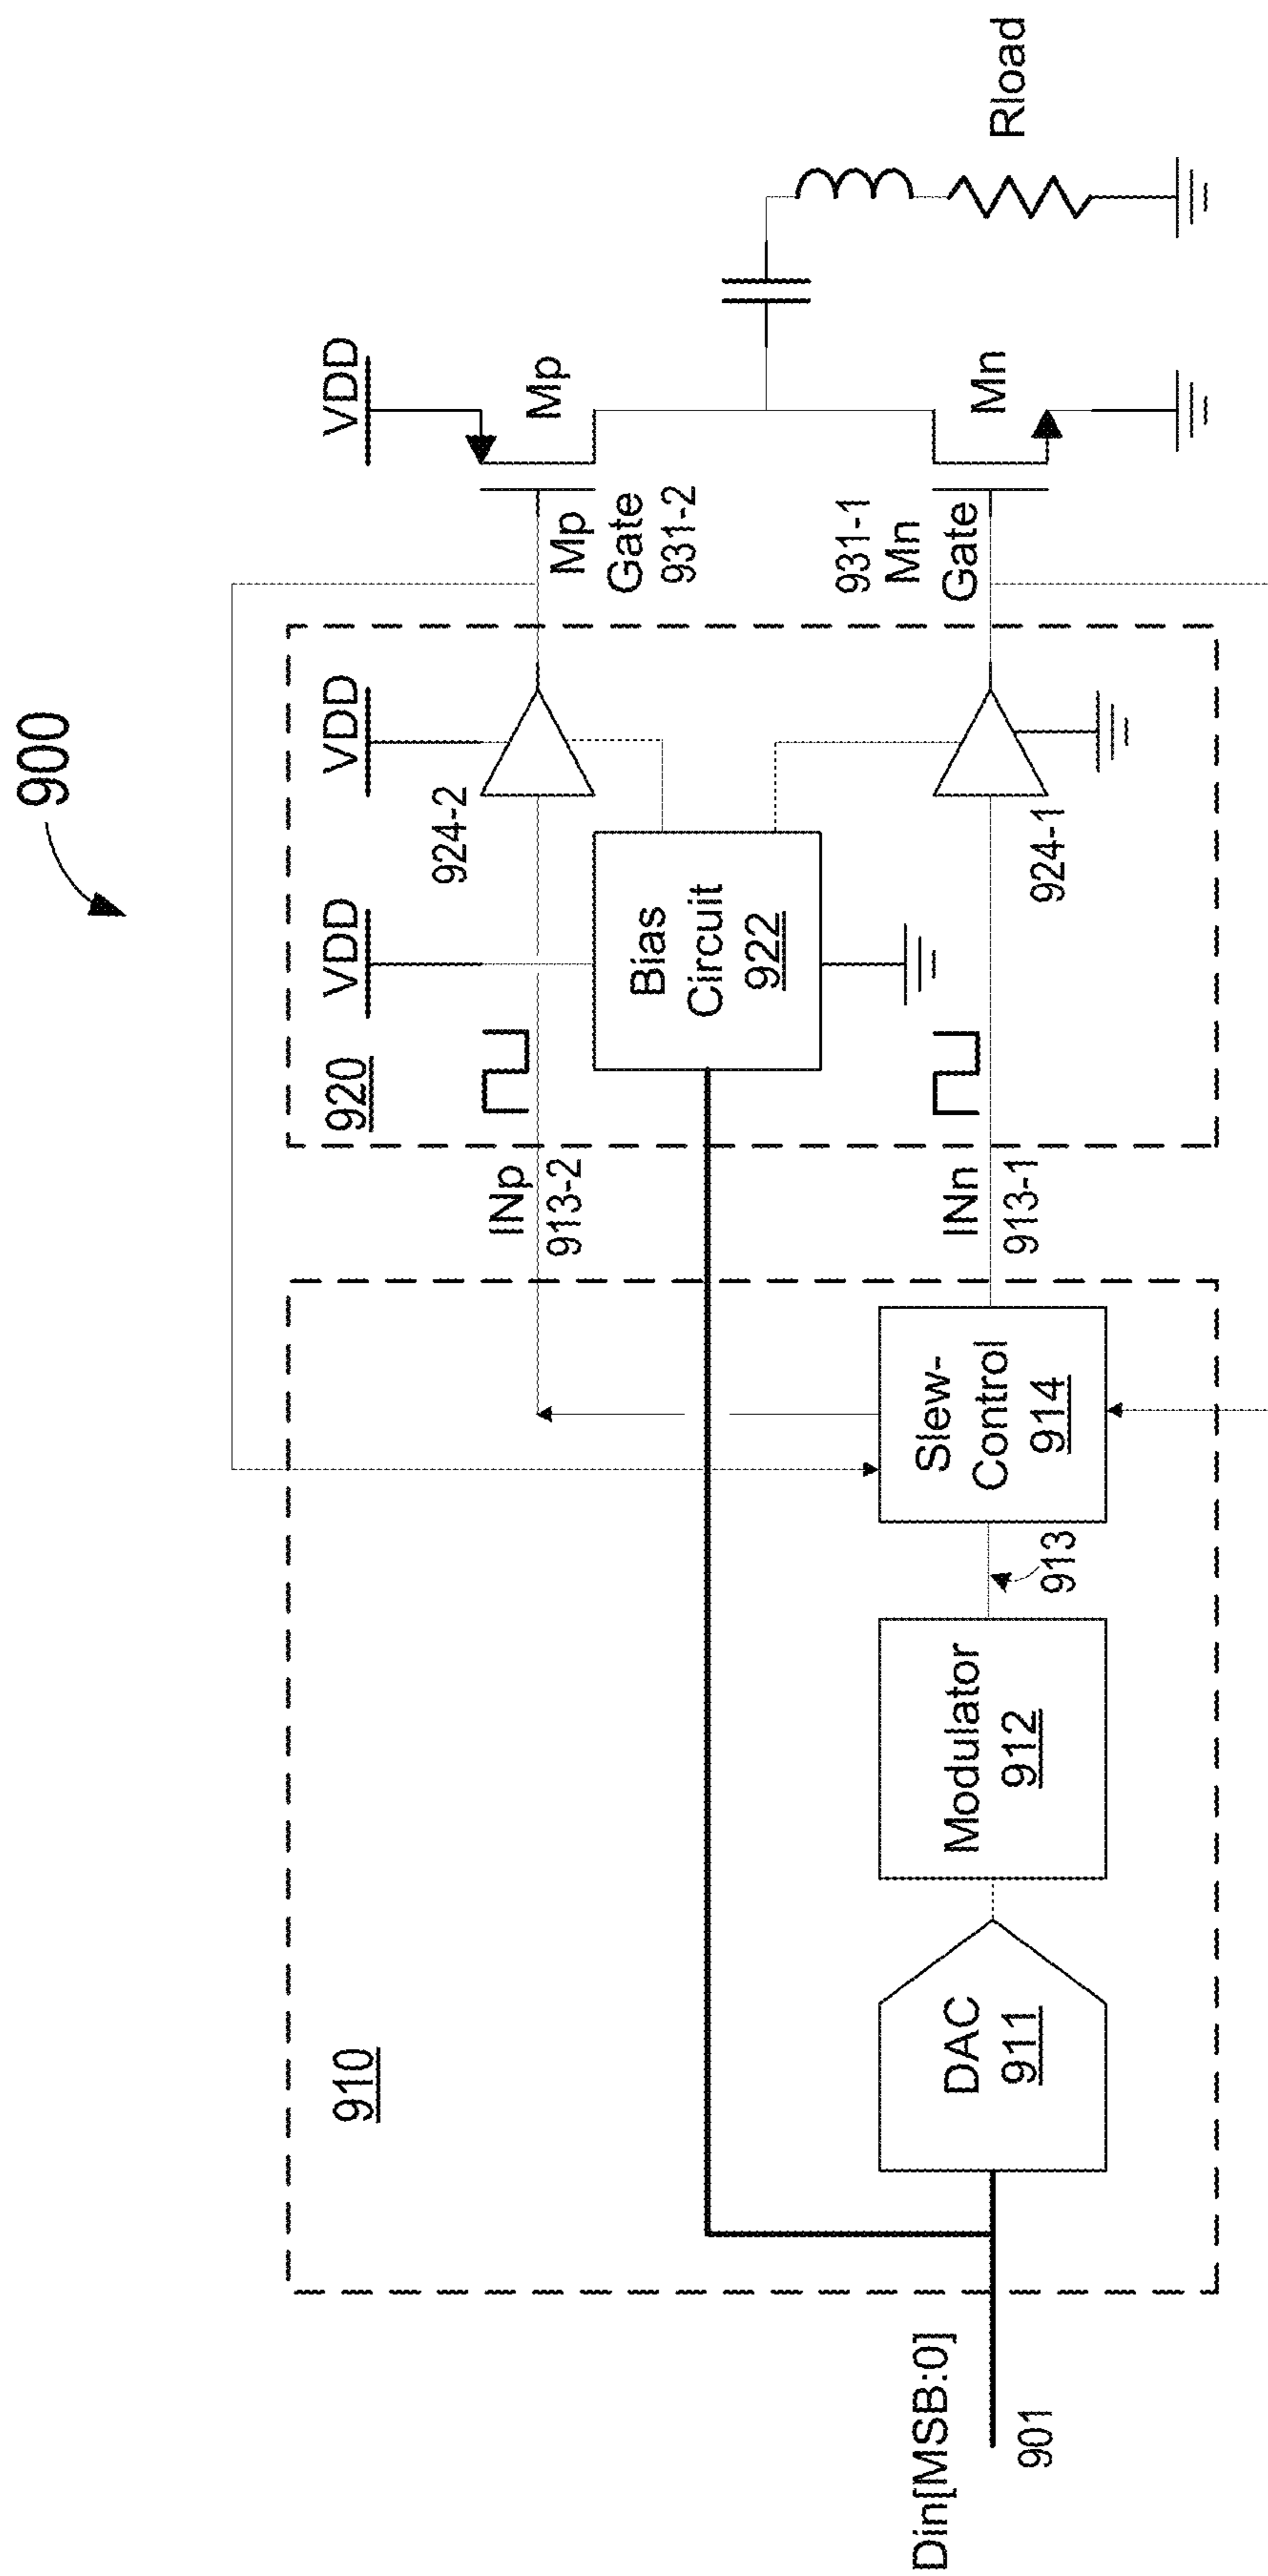 900
VDD
VDD
VDD
920
924-2
Mp
Mp
Gate
931-2
Rload
INp
913-2
Bias
Circuit
922
931-1
Mn
Gate
Mn
924-1
INn
913-1
910
Slew-
Control
914
913
Modulator
912
DAC
911
Din[MSB:0]
901